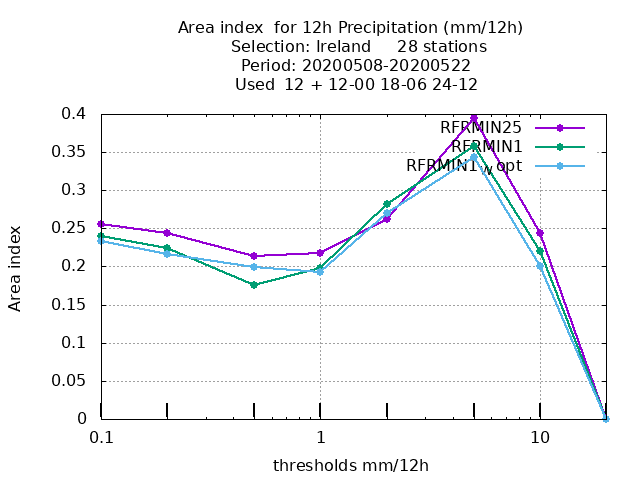 Area index  for 12h Precipitation (mm/12h)
Selection: Ireland     28 stations
Period: 20200508-20200522
Used  12 + 12-00 18-06 24-12
0.4
0.35
0.3
0.25
0.2
0.15
0.1
0.05
0
Area index
RFRMIN25
RFRMIN1
RFRMIN1wopt
0.1 1 10
thresholds mm/12h